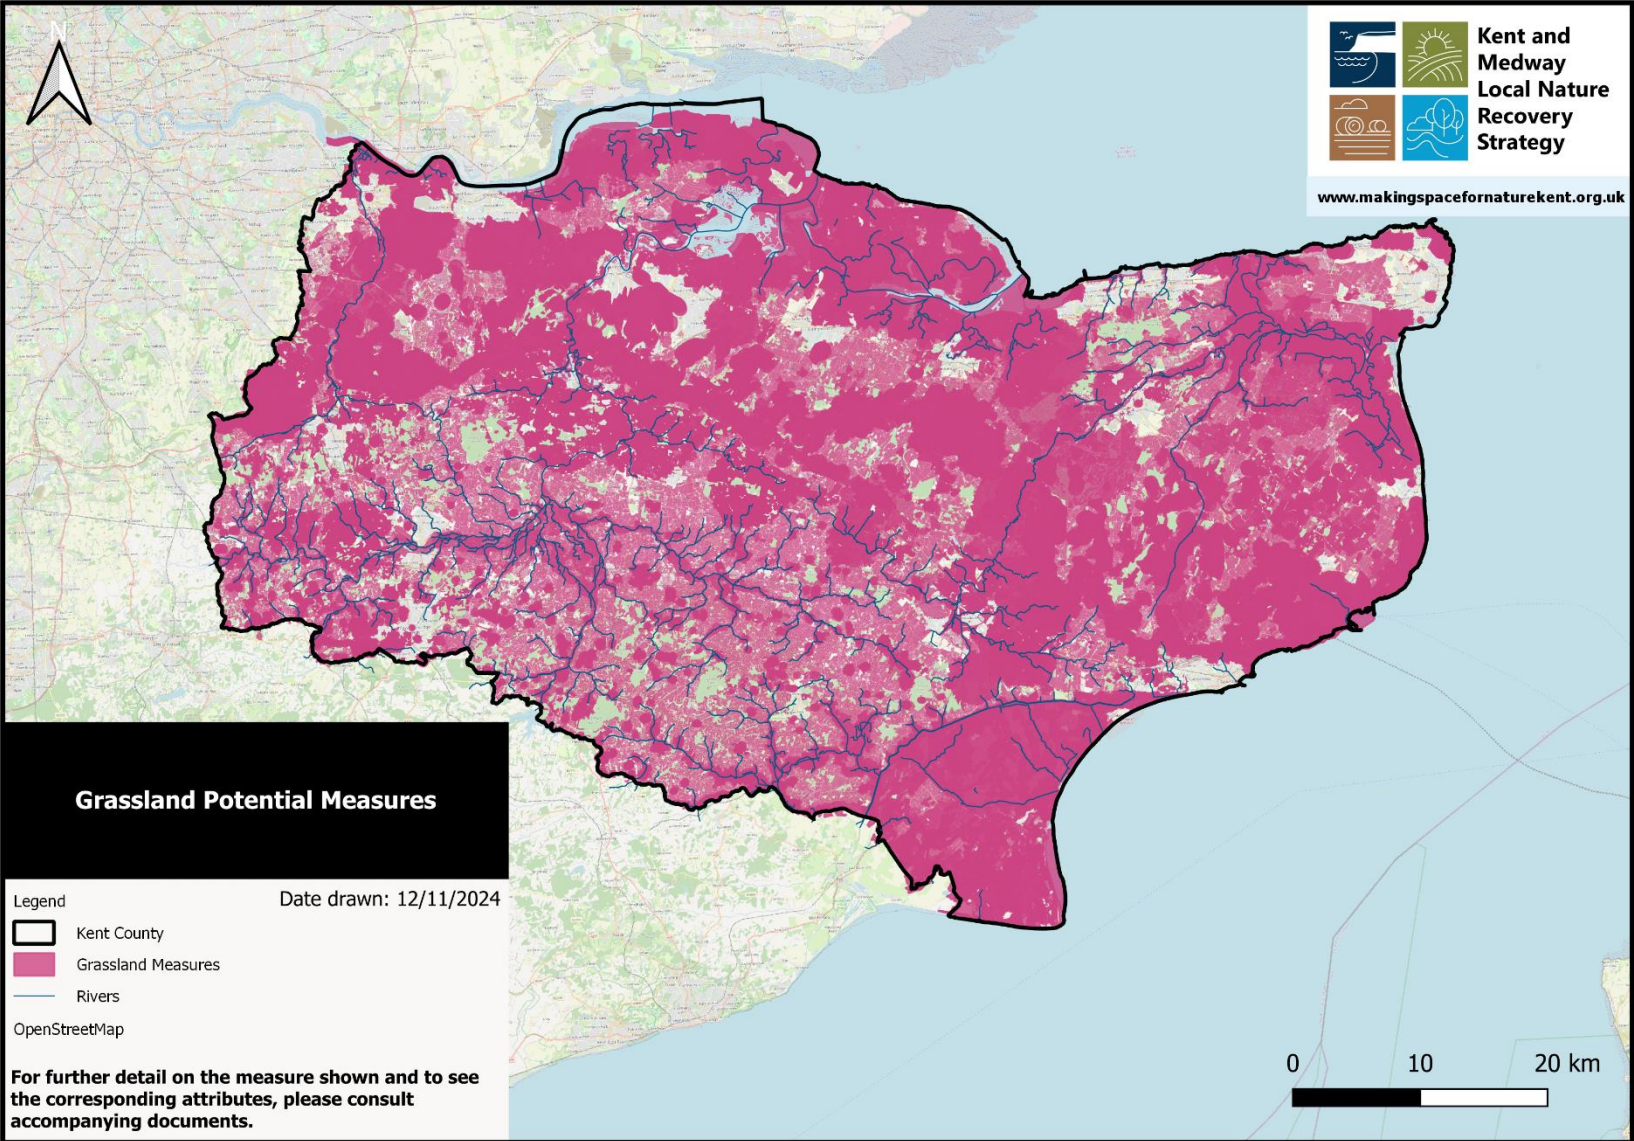 N
Kent and
Medway
Local Nature
Recovery
Strategy
www.makingspacefornaturekent.org.uk
Grassland Potential Measures
Legend
Date drawn: 12/11/2024
Kent County
Grassland Measures
Rivers
OpenStreetMap
For further detail on the measure shown and to see
the corresponding attributes, please consult
accompanying documents.
0 10 20 km